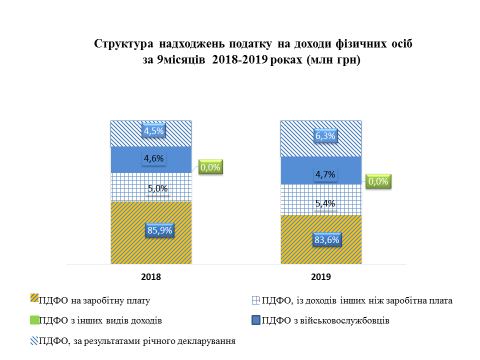 Структура надходжень податку на доходи фізичних осіб
за 9місяців 2018-2019 роках (млн грн)
4,5%
6,3%
4,6%
0,0%
4,7%
0,0%
5,0%
5,4%
85,9%
83,6%
2018
2019
ПДФО на заробітну плату
ПДФО, із доходів інших ніж заробітна плата
ПДФО з інших видів доходів
ПДФО з військовослужбовців
ПДФО, за результатами річного декларування